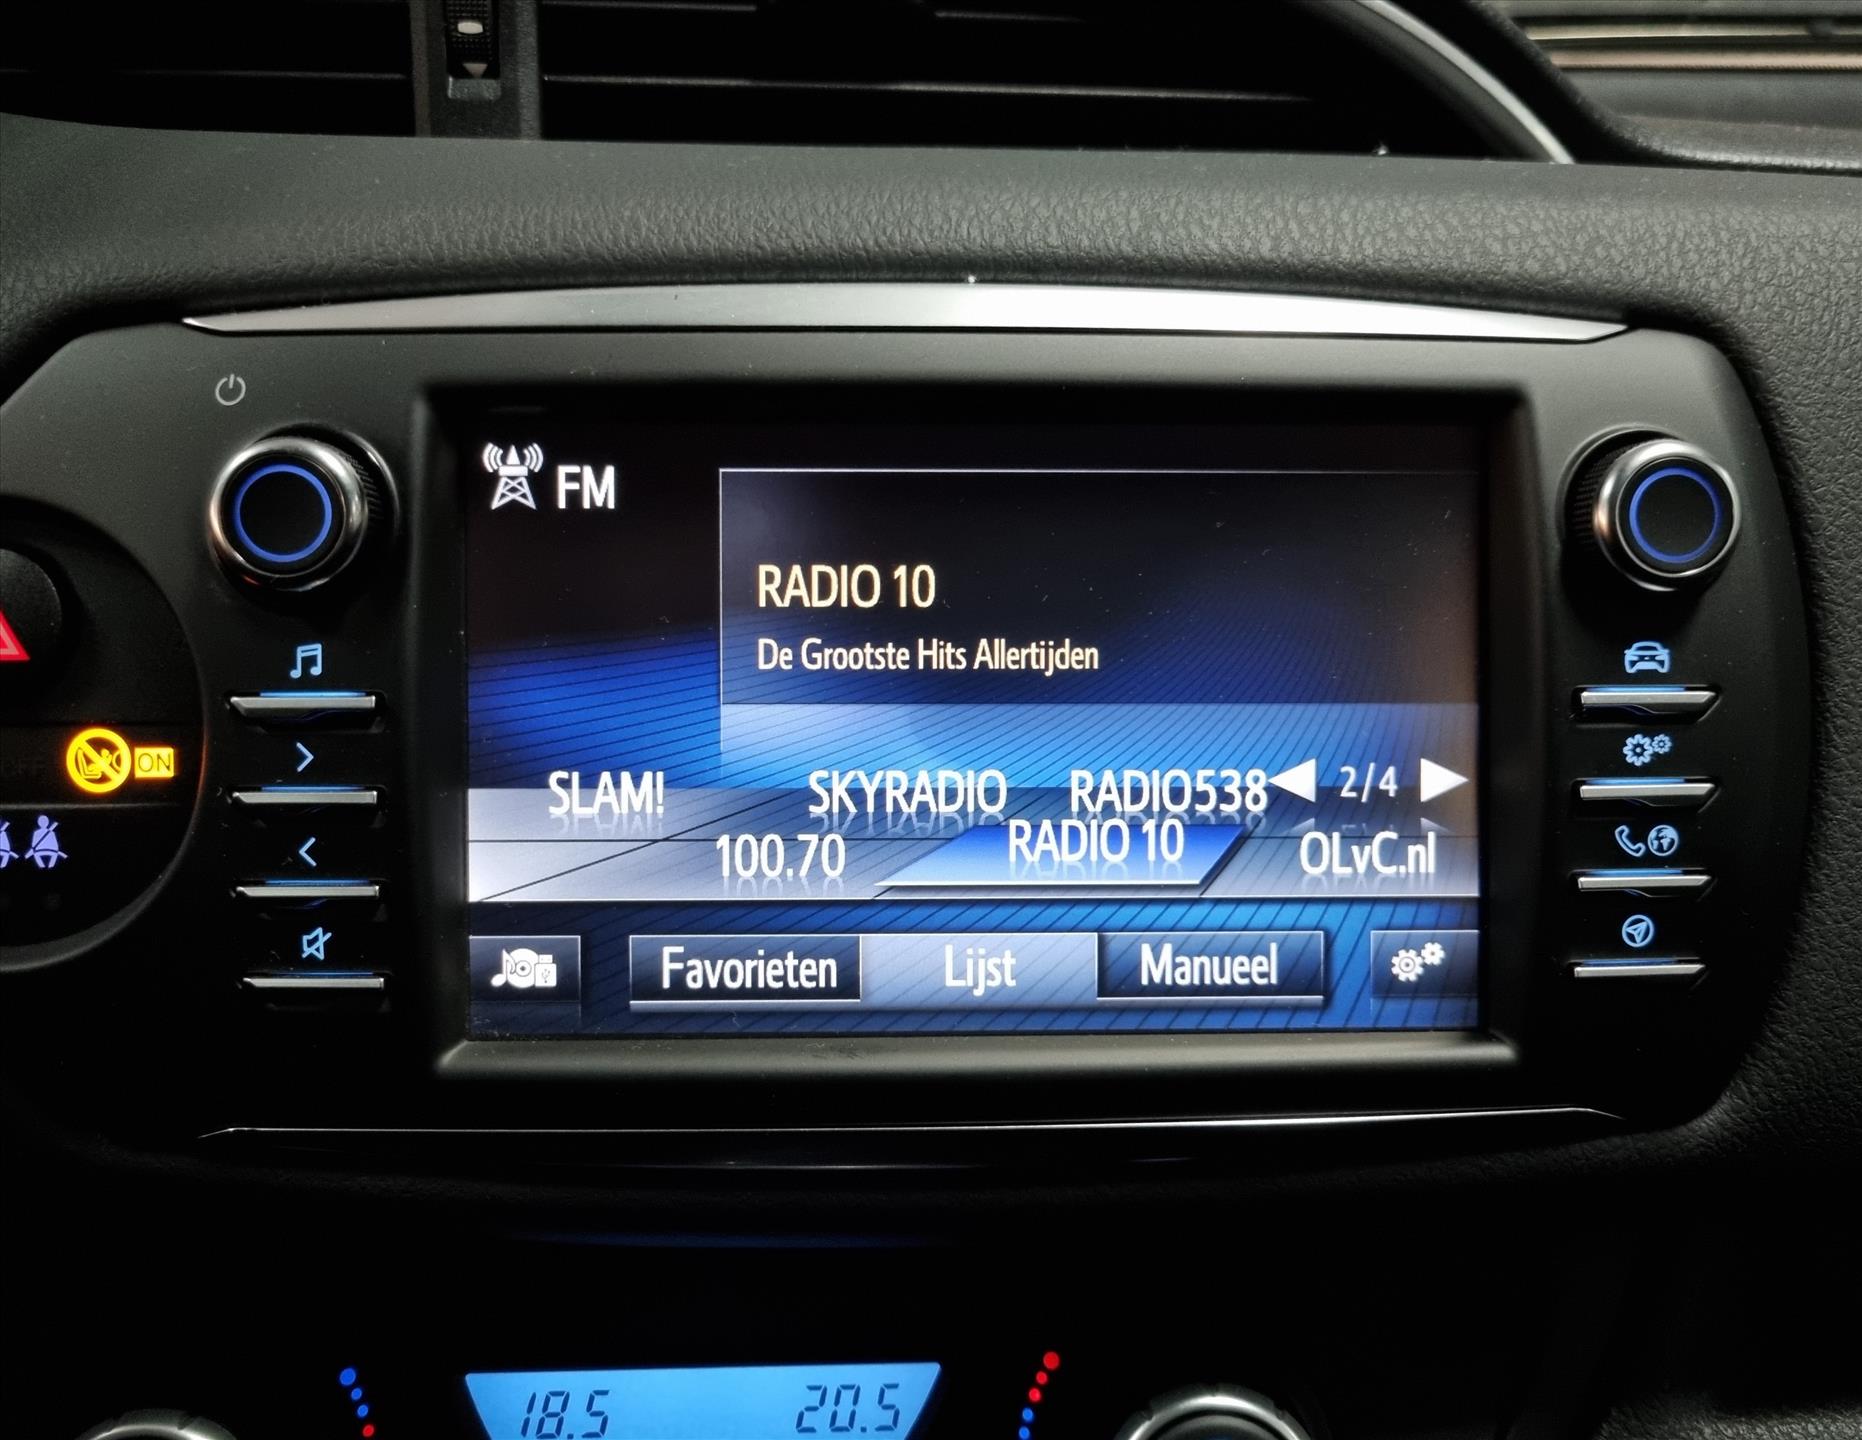 FM
RADIO 10
De Grootste Hits Allertijden
SLAM! SKYRADIO RADIO538 2/4
100.70 RADIO 10 OLvC.nl
Favorieten Lijst Manueel
OFF ON
18.5 20.5